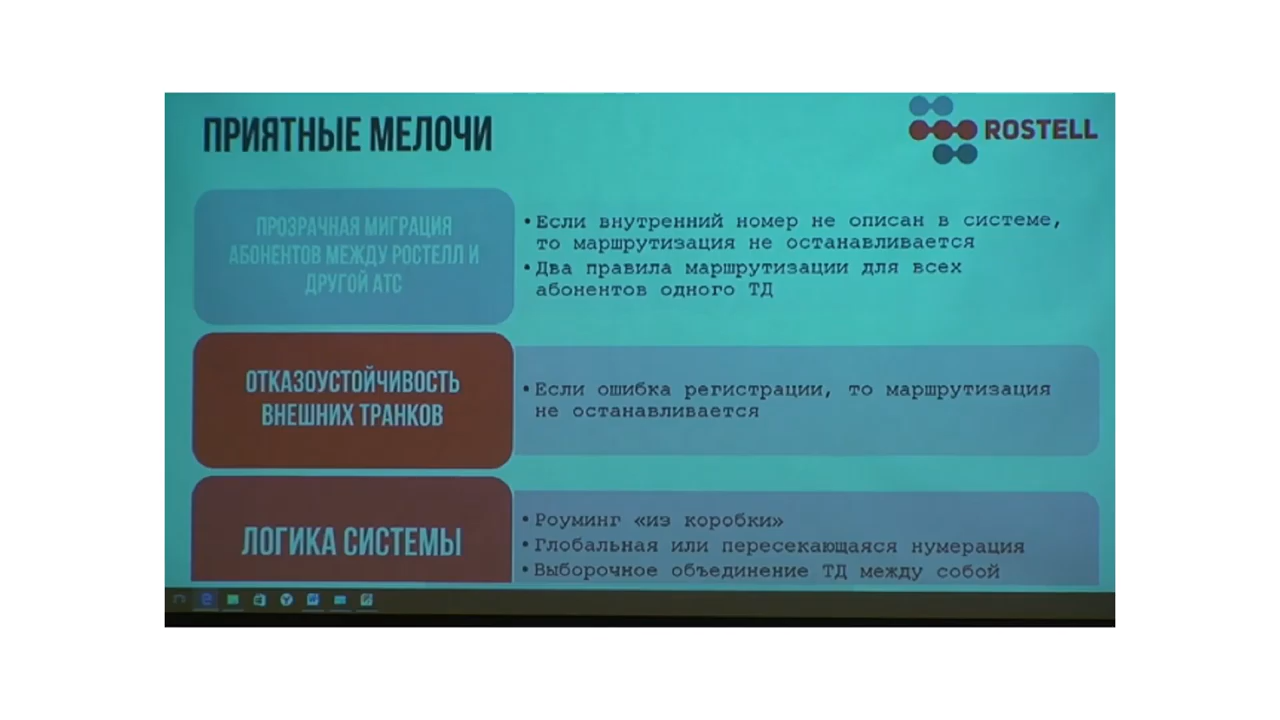 ПРИЯТНЫЕ МЕЛОЧИ
ROSTELL
ПРОЗРАЧНАЯ МИГРАЦИЯ
АБОНЕНТОВ МЕЖДУ РОСТЕЛЛ И
ДРУГОЙ АТС
• Если внутренний номер не описан в системе,
то маршрутизация не останавливается
• Два правила маршрутизации для всех
абонентов одного ТД
ОТКАЗОУСТОЙЧИВОСТЬ
ВНЕШНИХ ТРАНКОВ
• Если ошибка регистрации, то маршрутизация
не останавливается
ЛОГИКА СИСТЕМЫ
• Роуминг «из коробки»
• Глобальная или пересекающаяся нумерация
• Выборочное объединение ТД между собой